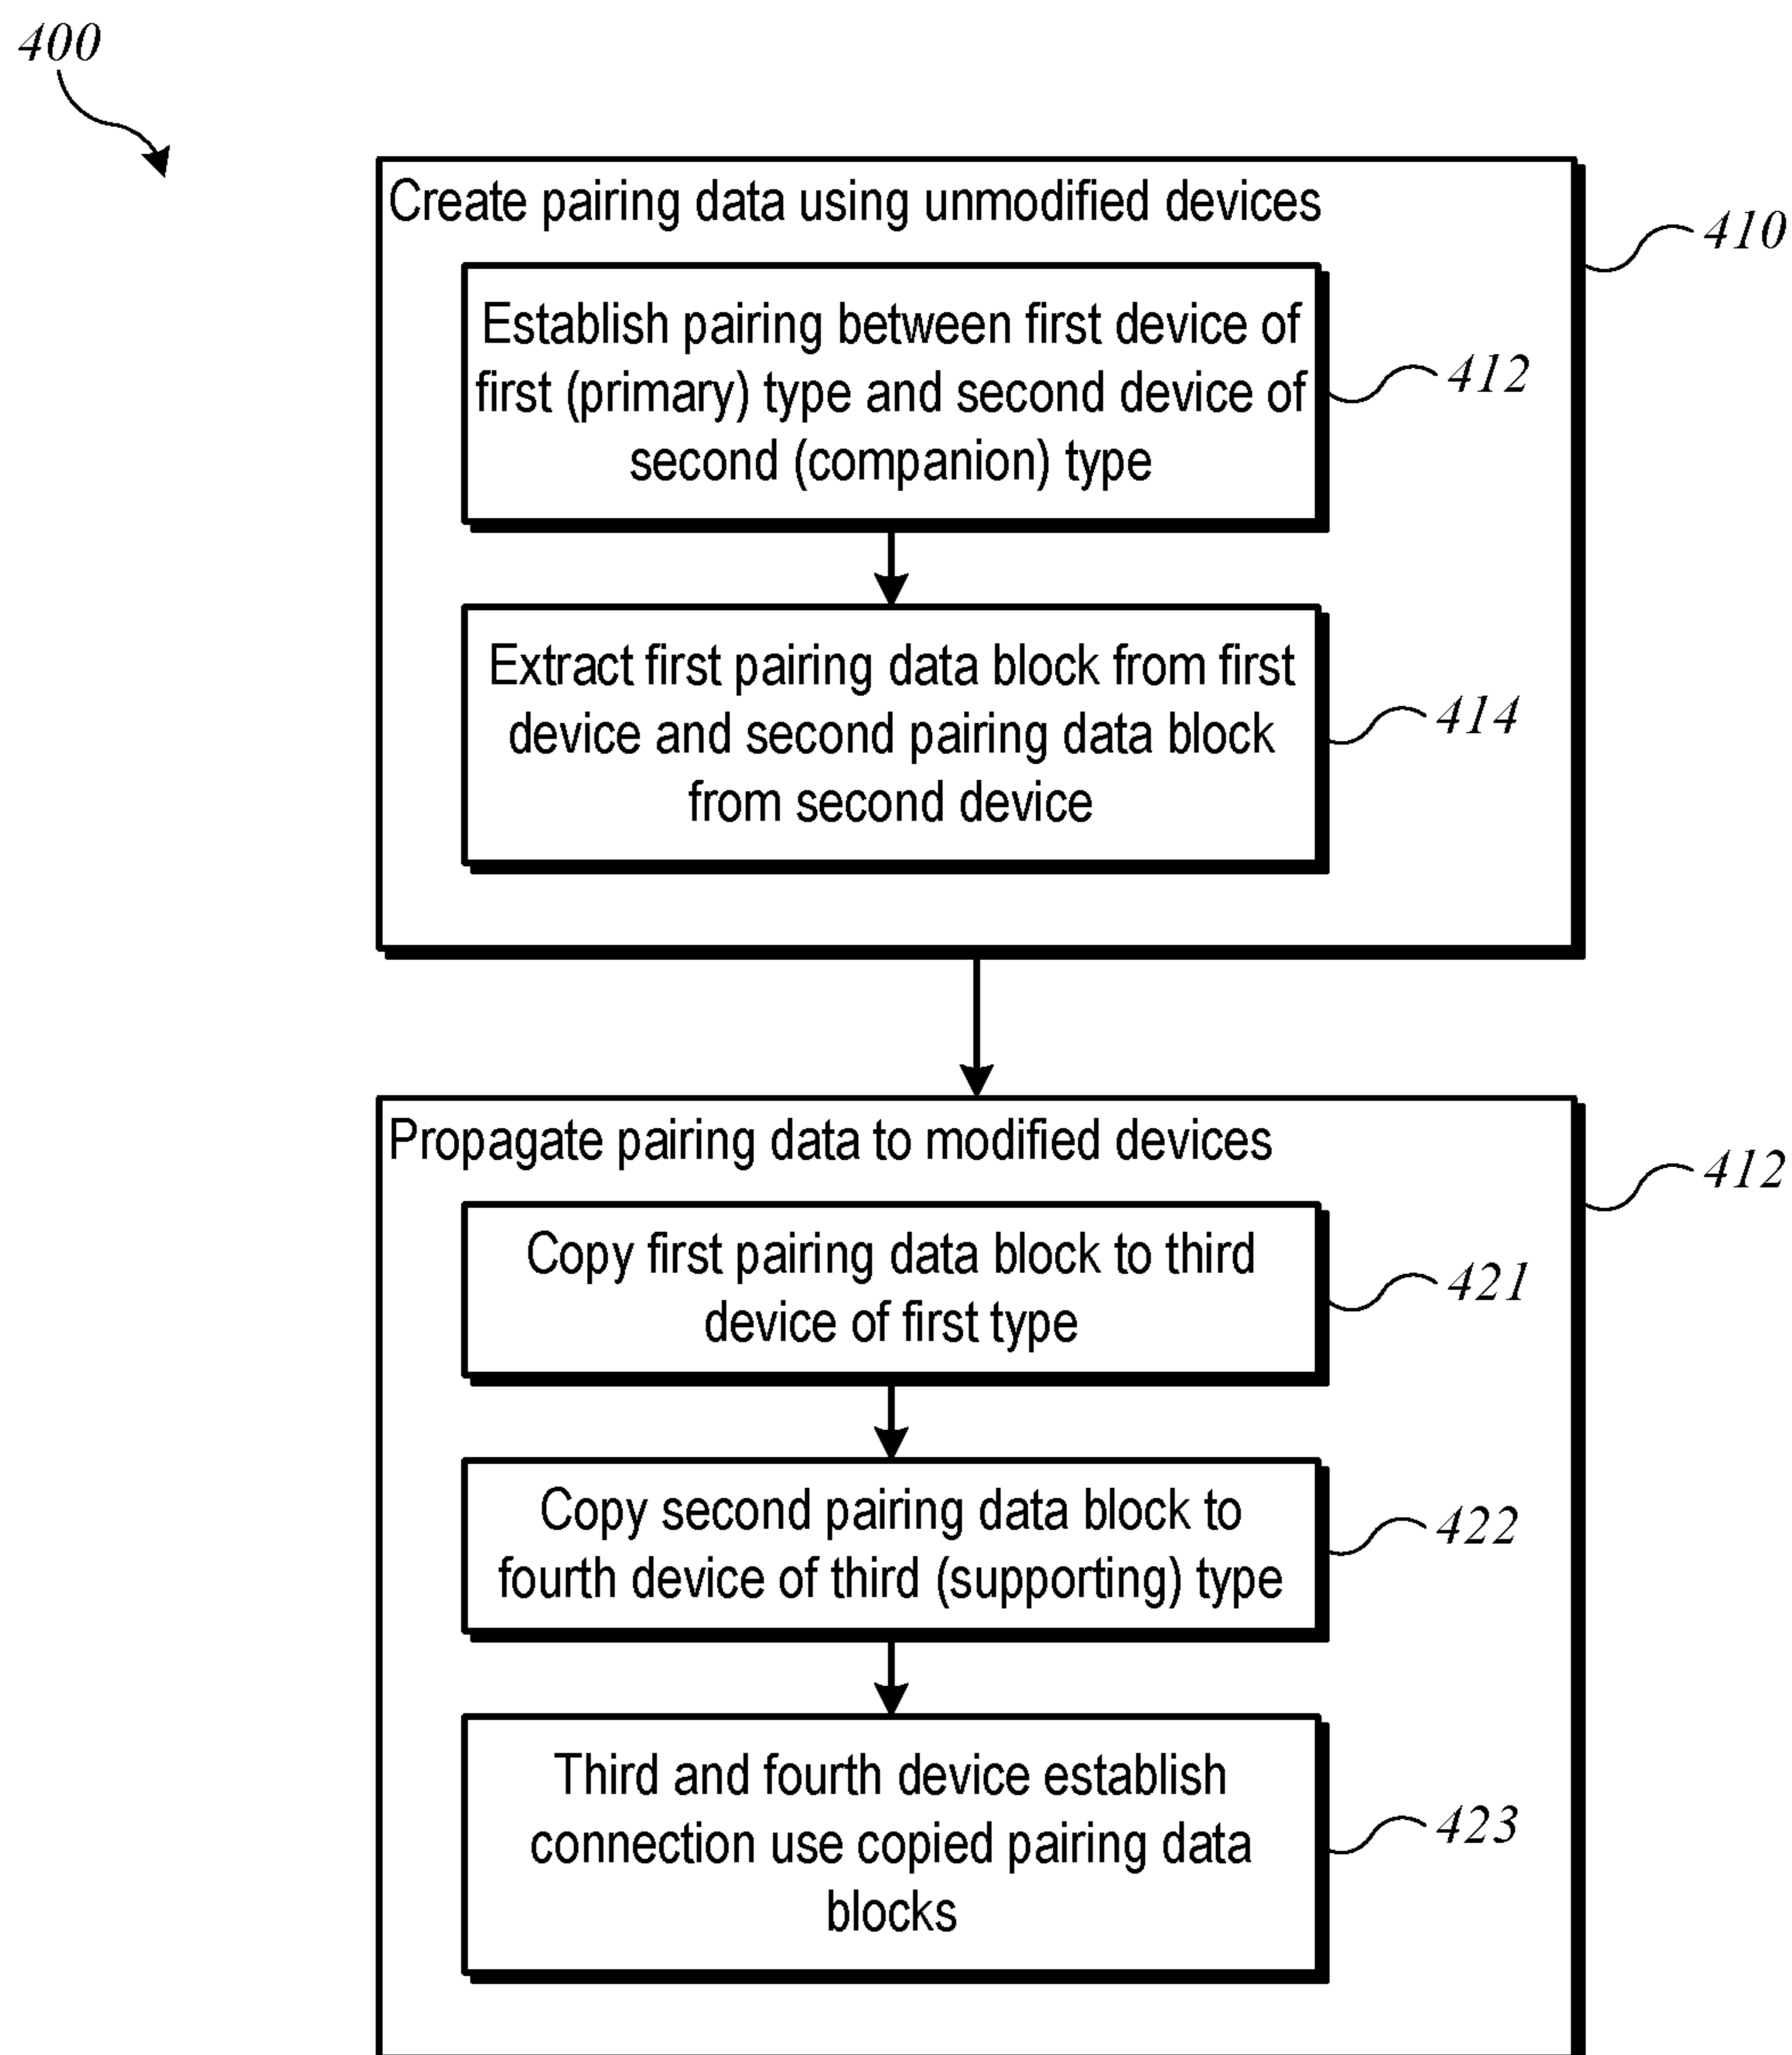 400
Create pairing data using unmodified devices
410
Establish pairing between first device of
first (primary) type and second device of
second (companion) type
412
Extract first pairing data block from first
device and second pairing data block
from second device
414
Propagate pairing data to modified devices
412
Copy first pairing data block to third
device of first type
421
Copy second pairing data block to
fourth device of third (supporting) type
422
Third and fourth device establish
connection use copied pairing data
blocks
423